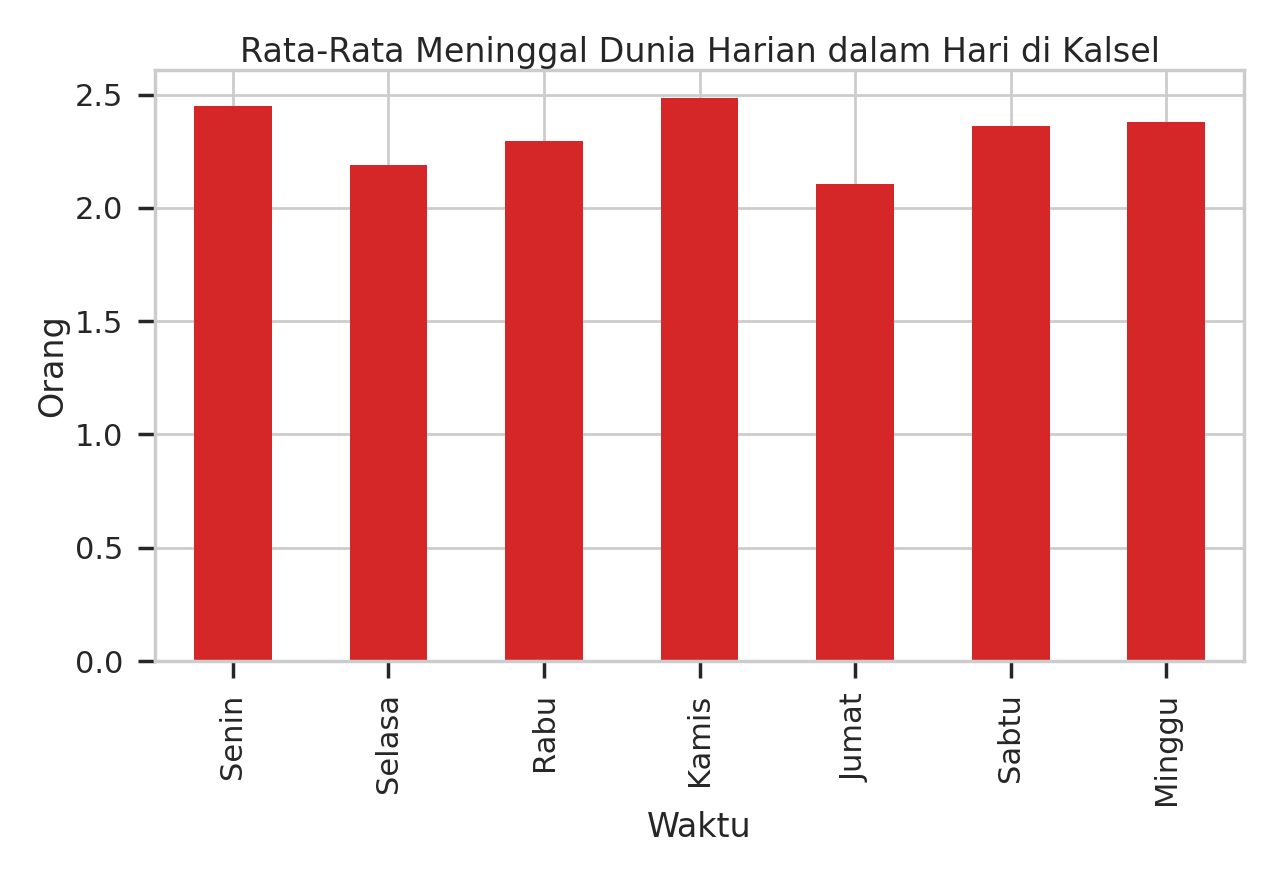 Rata-Rata Meninggal Dunia Harian dalam Hari di Kalsel
2.5
2.0
1.5
1.0
0.5
0.0
Orang
Senin
Selasa
Rabu
Kamis
Jumat
Sabtu
Minggu
Waktu